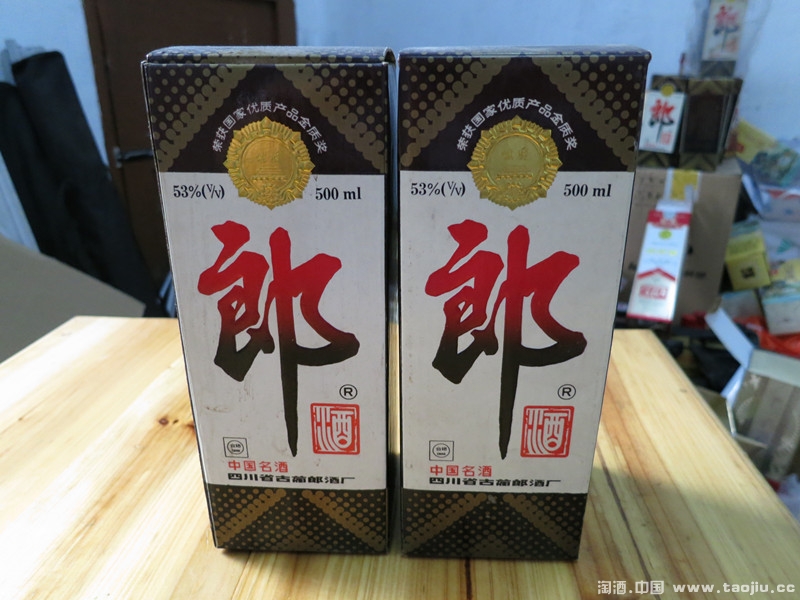 荣获国家优质产品金质奖
53%(V/V)
500 ml
郎
®
酒
中国名酒
四川省古蔺郎酒厂
荣获国家优质产品金质奖
53%(V/V)
500 ml
郎
®
酒
中国名酒
四川省古蔺郎酒厂
郎
淘酒.中国 www.taojiu.cc